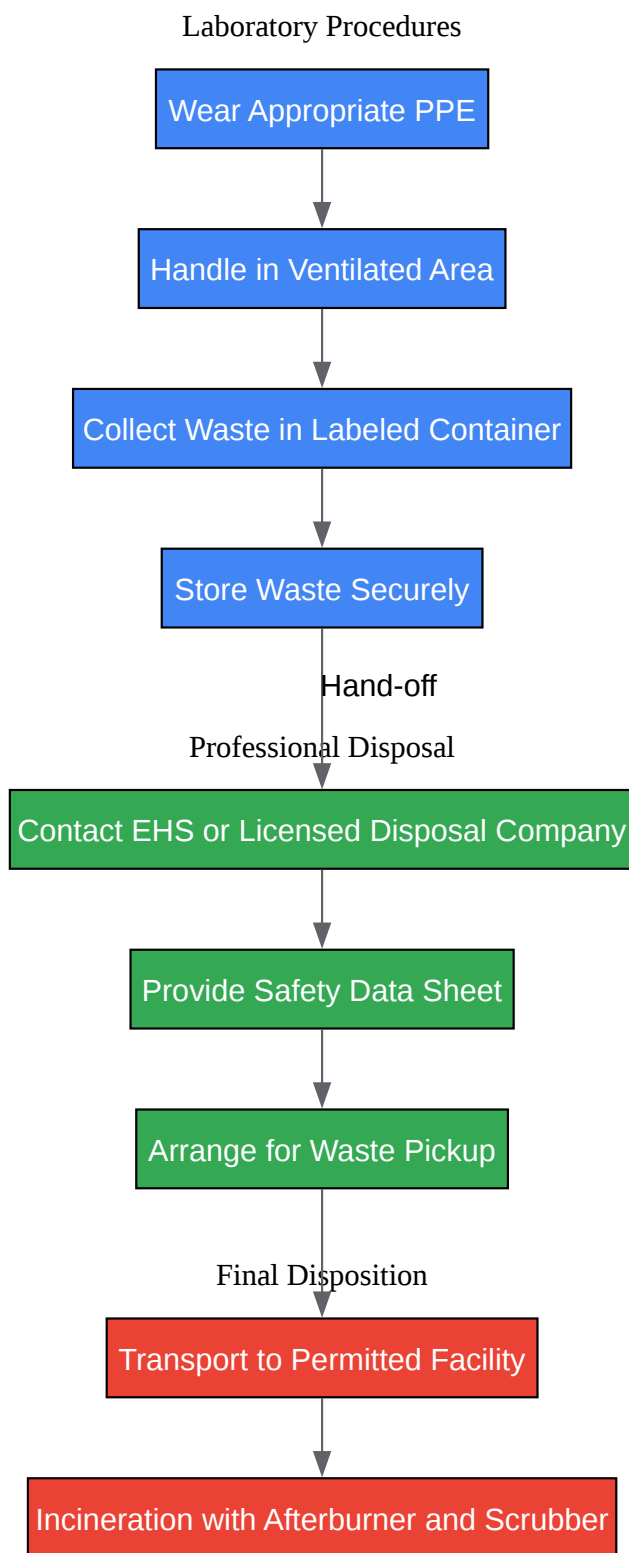 Laboratory Procedures
Wear Appropriate PPE
Handle in Ventilated Area
Collect Waste in Labeled Container
Store Waste Securely
Hand-off
Professional Disposal
Contact EHS or Licensed Disposal Company
Provide Safety Data Sheet
Arrange for Waste Pickup
Final Disposition
Transport to Permitted Facility
Incineration with Afterburner and Scrubber